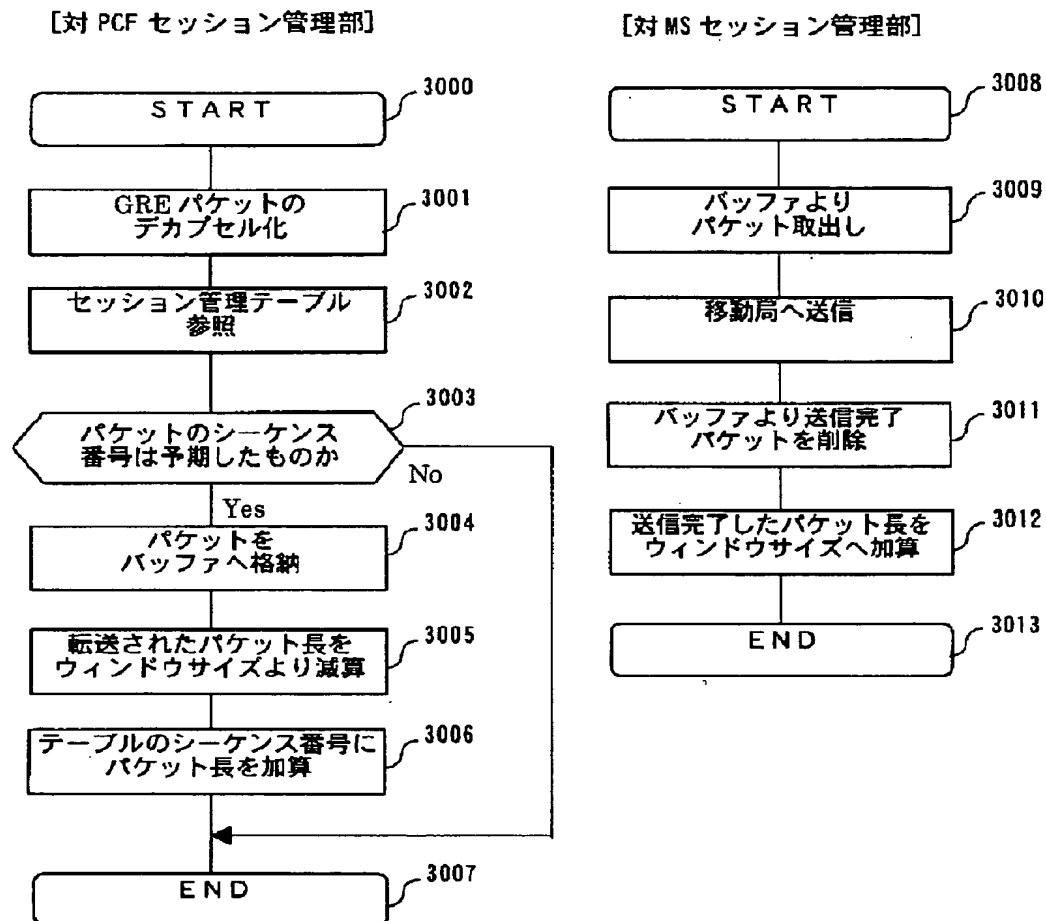 [対 PCF セッション管理部]
START
3000
GRE パケットの
デカプセル化
3001
セッション管理テーブル
参照
3002
パケットのシーケンス
番号は予期したものか
3003
No
Yes
パケットを
バッファへ格納
3004
転送されたパケット長を
ウィンドウサイズより減算
3005
テーブルのシーケンス番号に
パケット長を加算
3006
END
3007
[対 MS セッション管理部]
START
3008
バッファより
パケット取出し
3009
移動局へ送信
3010
バッファより送信完了
パケットを削除
3011
送信完了したパケット長を
ウィンドウサイズへ加算
3012
END
3013